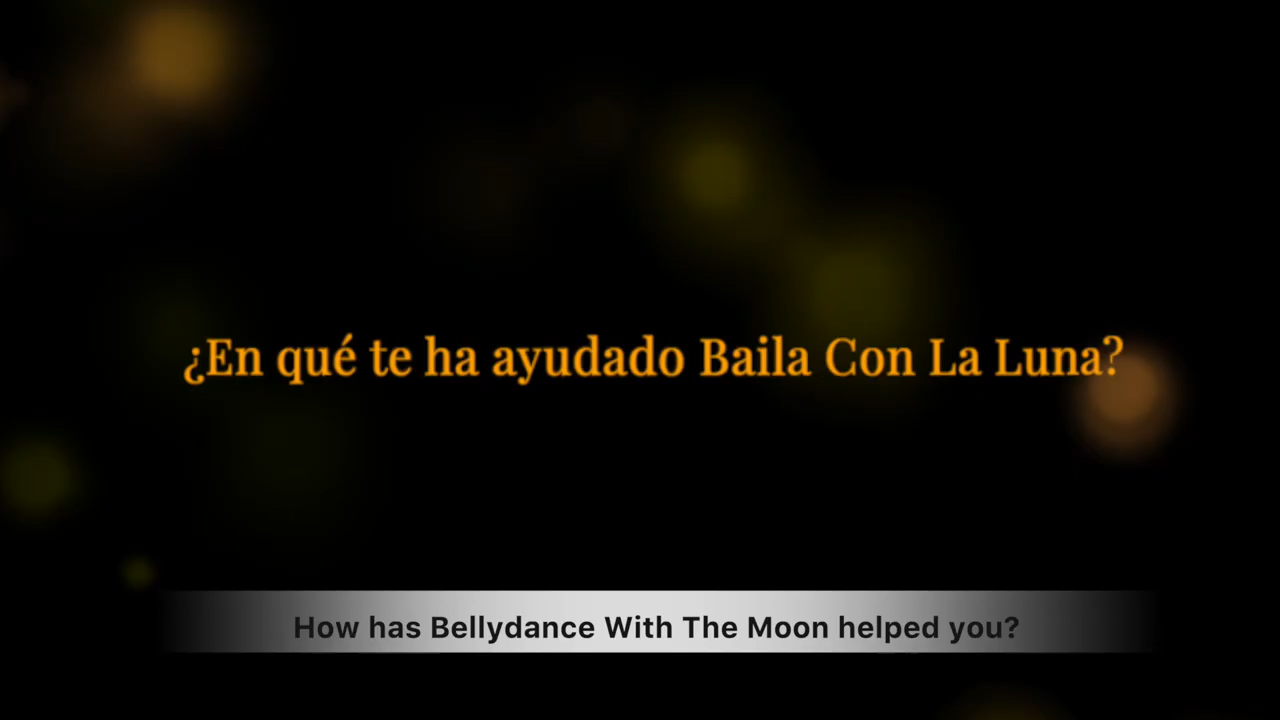 ¿En qué te ha ayudado Baila Con La Luna?
How has Bellydance With The Moon helped you?